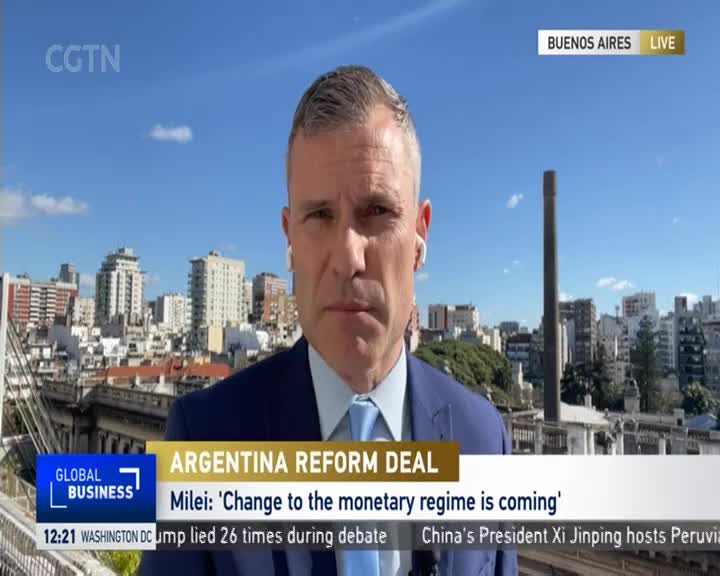 CGTN
BUENOS AIRES LIVE
ARGENTINA REFORM DEAL
GLOBAL
BUSINESS
Milei: 'Change to the monetary regime is coming'
12:21 WASHINGTON DC ump lied 26 times during debate China's President Xi Jinping hosts Peruvia